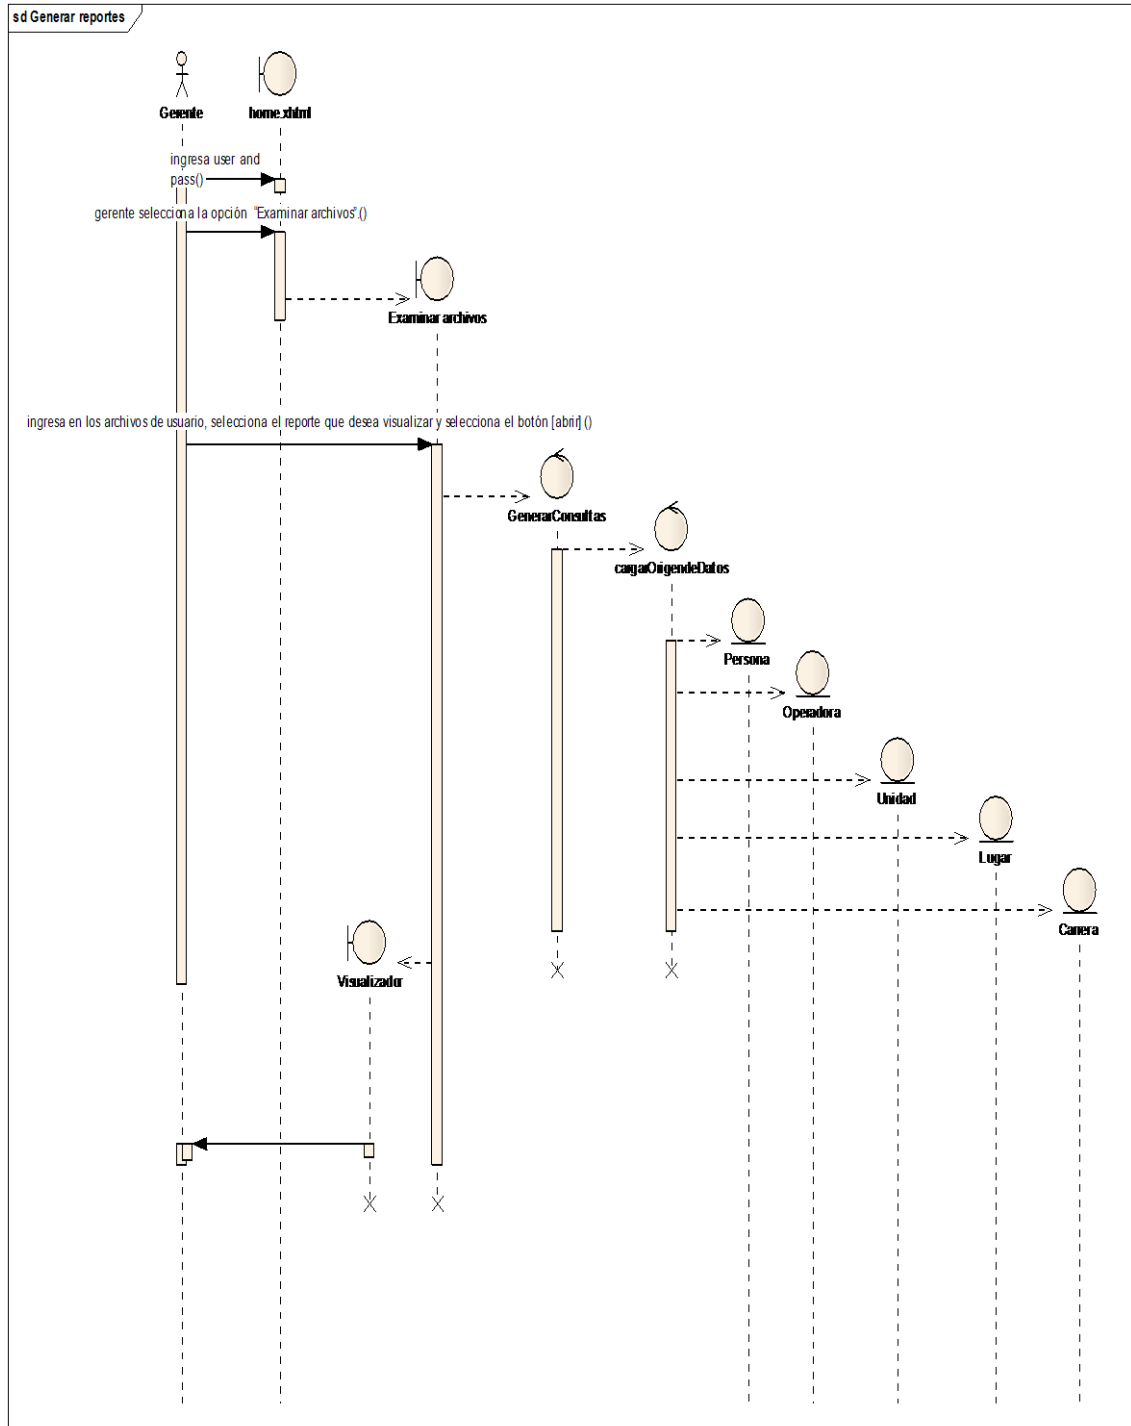 sd Generar reportes
Gerente
home.xhtml
ingresa user and
pass()
gerente selecciona la opción "Examinar archivos".()
Examinar archivos
ingresa en los archivos de usuario, selecciona el reporte que desea visualizar y selecciona el botón [abrir] ()
GenerarConsultas
cargarOrigendeDatos
Persona
Operadora
Unidad
Lugar
Carrera
Visualizador